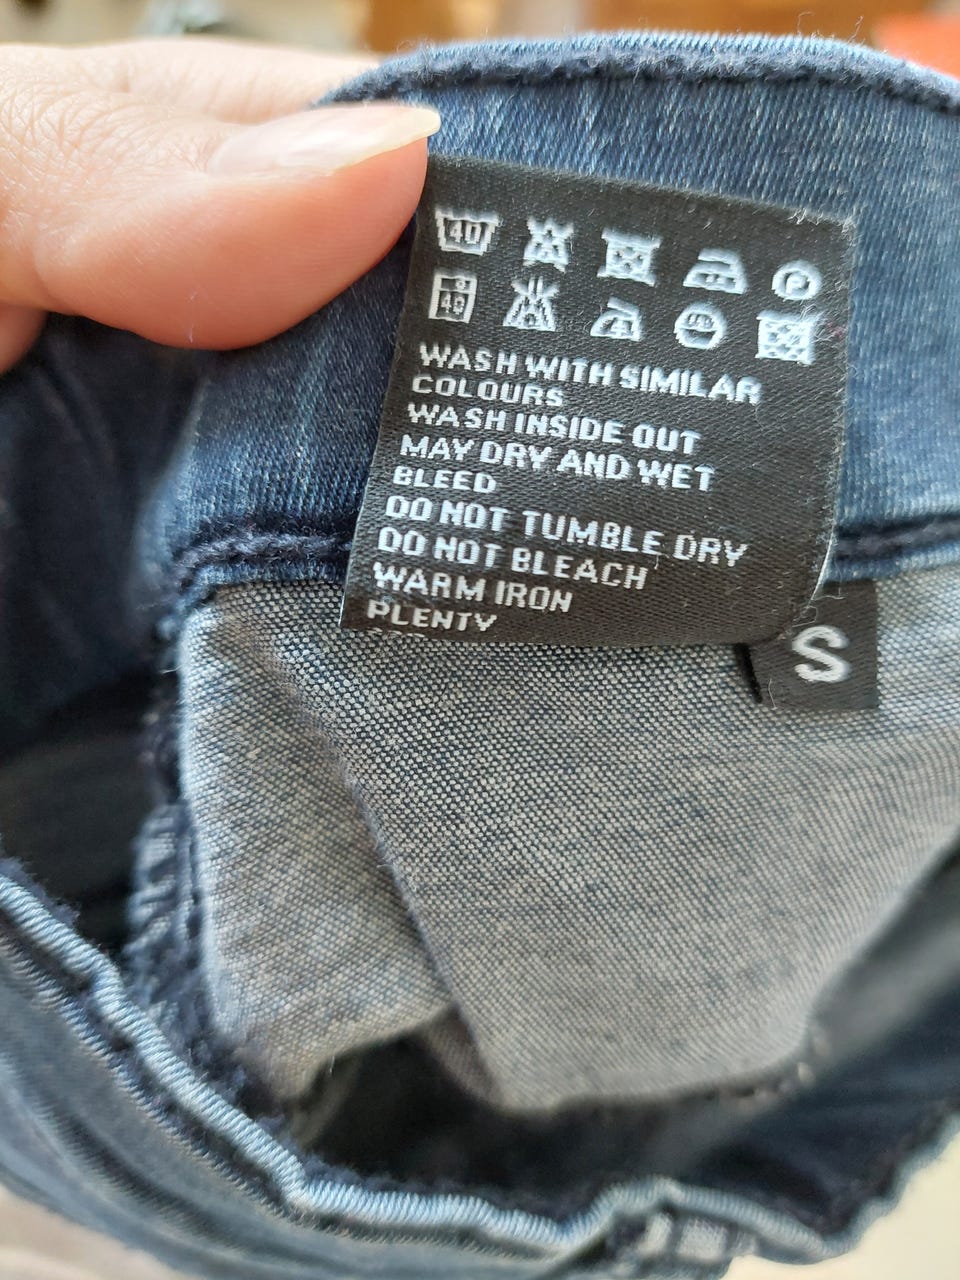 40 P
40
WASH WITH SIMILAR
COLOURS
WASH INSIDE OUT
MAY DRY AND WET
BLEED
DO NOT TUMBLE DRY
DO NOT BLEACH
WARM IRON
PLENTY
S